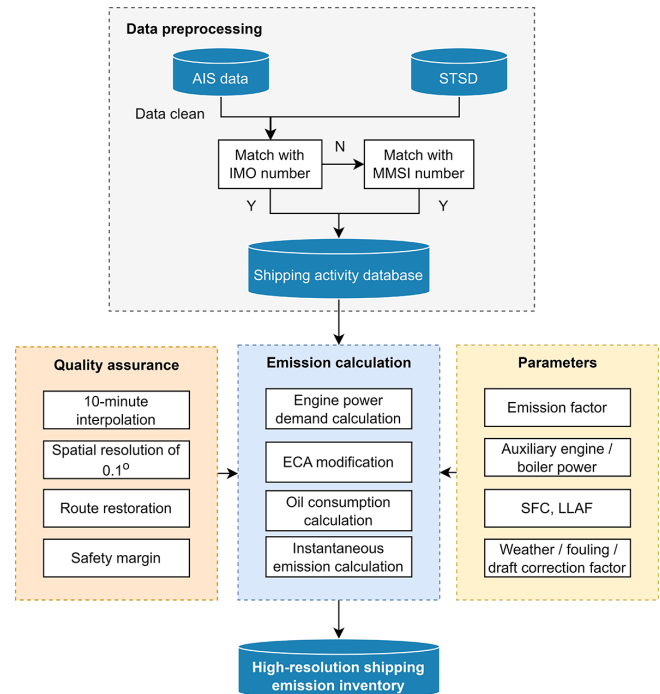 Data preprocessing
AIS data
STSD
Data clean
Match with
IMO number
N
Match with
MMSI number
Y
Y
Shipping activity database
Quality assurance
10-minute
interpolation
Spatial resolution of
0.1o
Route restoration
Safety margin
Emission calculation
Engine power
demand calculation
ECA modification
Oil consumption
calculation
Instantaneous
emission calculation
Parameters
Emission factor
Auxiliary engine /
boiler power
SFC, LLAF
Weather / fouling /
draft correction factor
High-resolution shipping
emission inventory